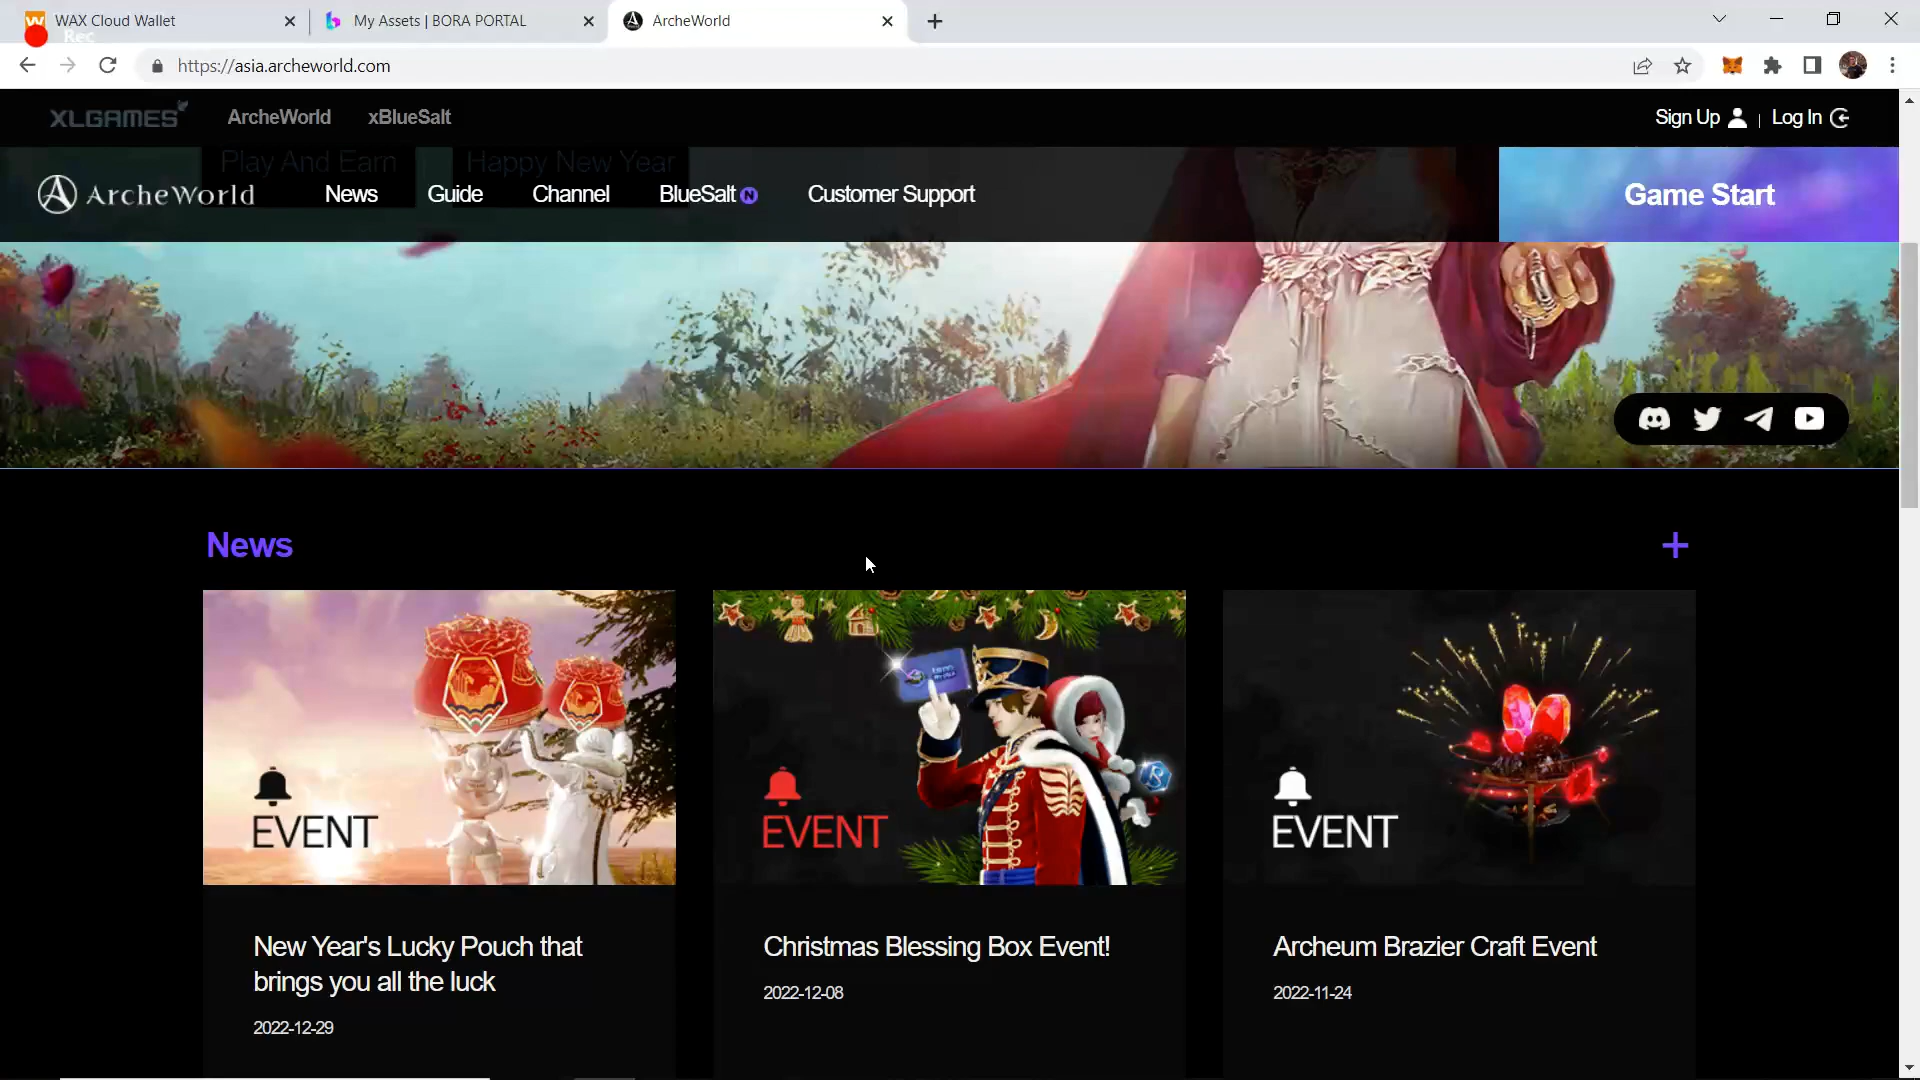 WAX Cloud Wallet
My Assets | BORA PORTAL
ArcheWorld
Rec
https://asia.archeworld.com
XLGAMES
ArcheWorld
xBlueSalt
Sign Up
|
Log In
Play And Earn
Happy New Year
ArcheWorld
News
Guide
Channel
BlueSalt N
Customer Support
Game Start
News
+
EVENT
EVENT
EVENT
New Year's Lucky Pouch that
brings you all the luck
2022-12-29
Christmas Blessing Box Event!
2022-12-08
Archeum Brazier Craft Event
2022-11-24